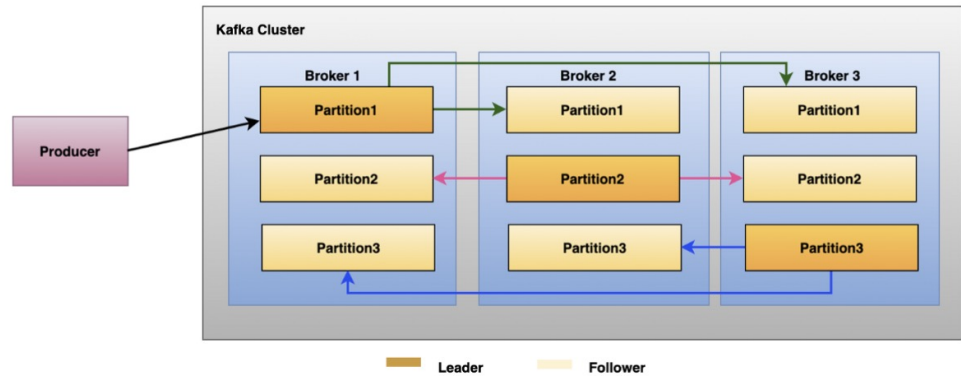 Kafka Cluster
Broker 1
Broker 2
Broker 3
Partition1
Partition1
Partition1
Producer
Partition2
Partition2
Partition2
Partition3
Partition3
Partition3
Leader
Follower